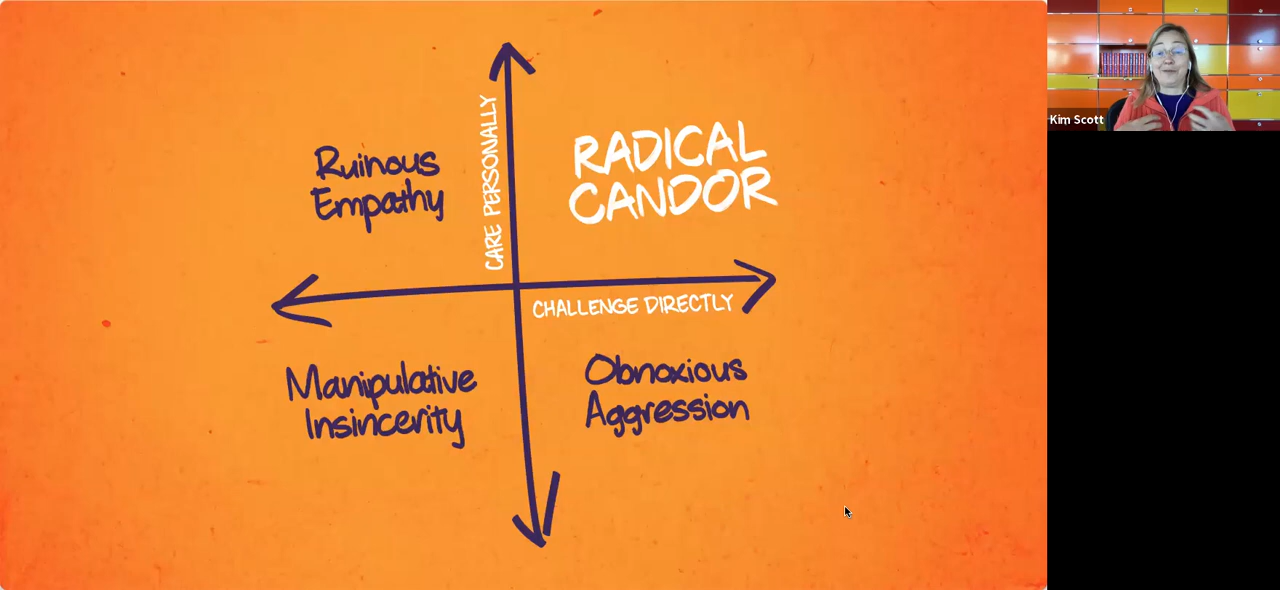 Ruinous
Empathy
CARE PERSONALLY
RADICAL
CANDOR
CHALLENGE DIRECTLY
Manipulative
Insincerity
Obnoxious
Aggression
Kim Scott